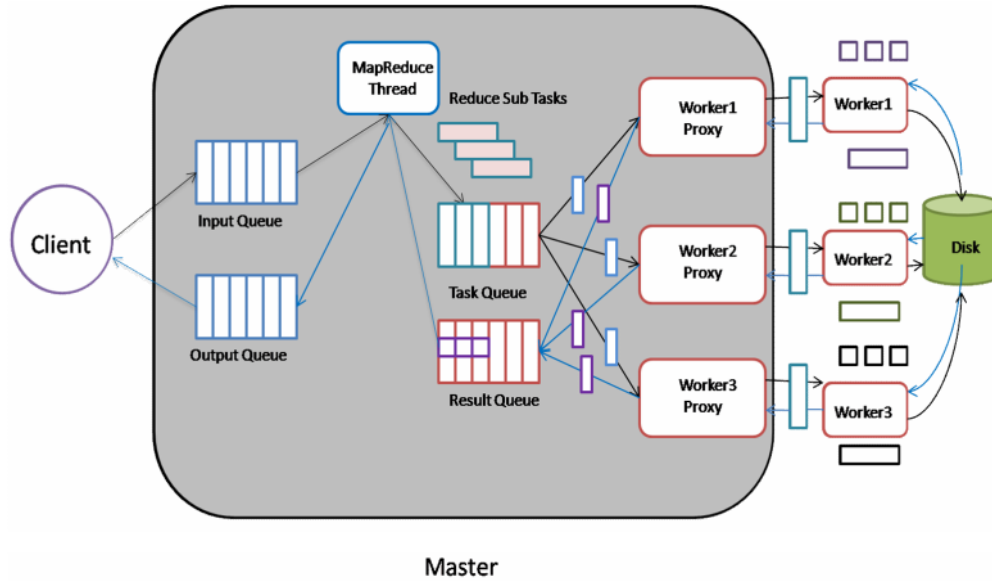 MapReduce
Thread
Reduce Sub Tasks
Worker1
Proxy
Worker1
Client
Input Queue
Task Queue
Worker2
Proxy
Worker2
Disk
Output Queue
Result Queue
Worker3
Proxy
Worker3
Master